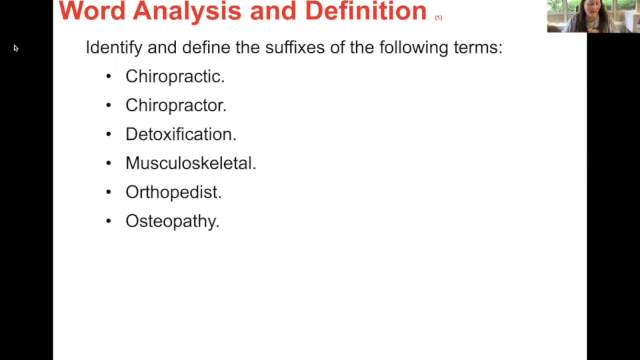 Word Analysis and Definition (1)
Identify and define the suffixes of the following terms:
• Chiropractic.
• Chiropractor.
• Detoxification.
• Musculoskeletal.
• Orthopedist.
• Osteopathy.